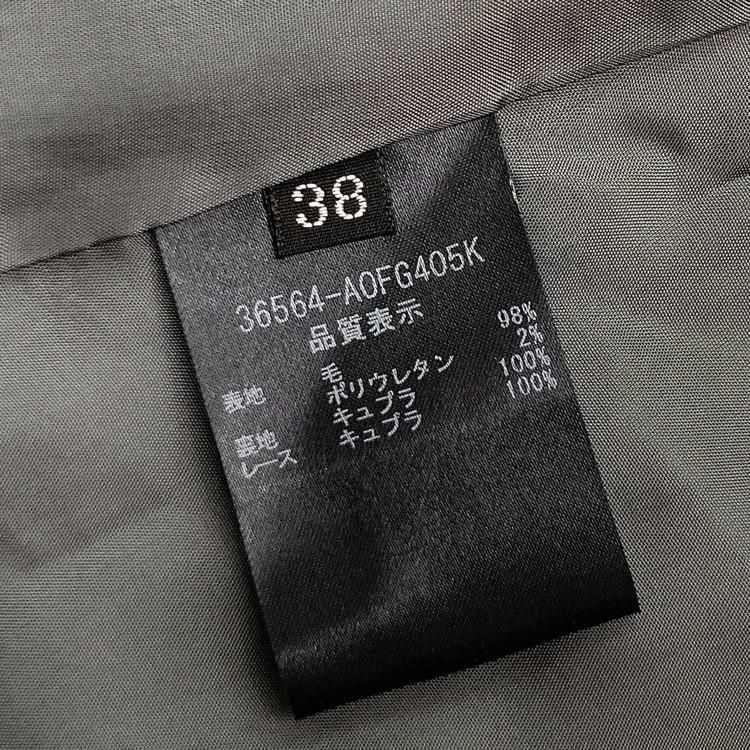 38
36564-A0FG405K
品質表示
表地 毛 98%
ポリウレタン 2%
裏地 キュプラ 100%
レース キュプラ 100%